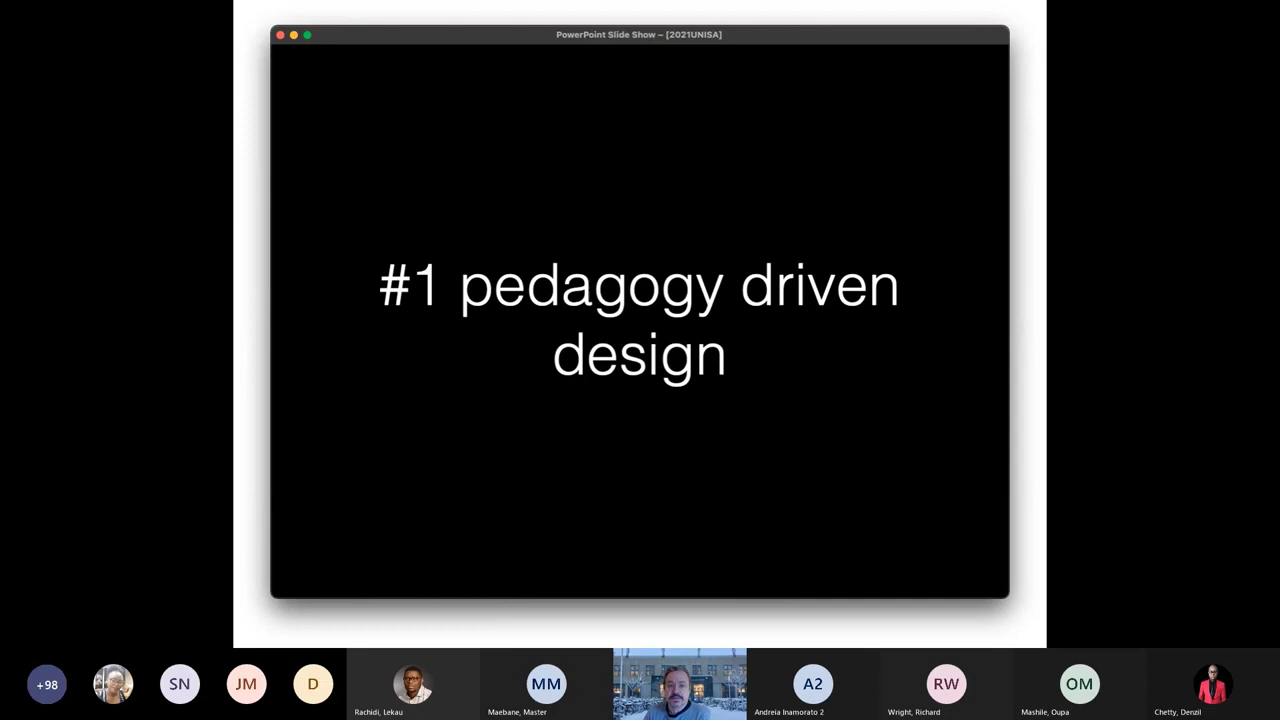 PowerPoint Slide Show – [2021UNISA]
#1 pedagogy driven
design
+98
SN
JM
D
Rachidi, Lekau
MM
Maebane, Master
A2
Andreia Inamorato 2
RW
Wright, Richard
OM
Mashile, Oupa
Chetty, Denzil